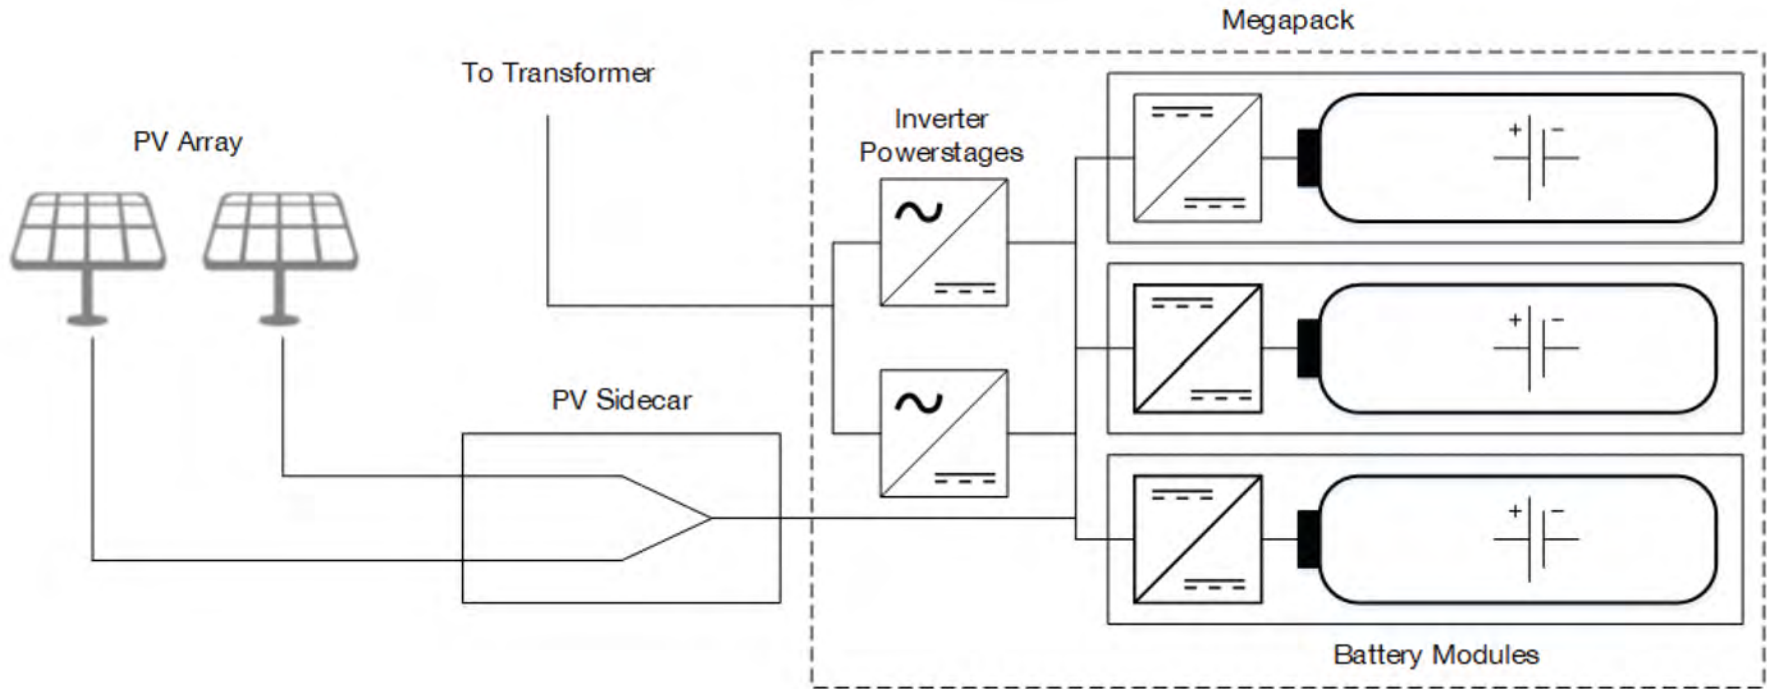 Megapack
To Transformer
PV Array
Inverter
Powerstages
+ −
+ −
PV Sidecar
+ −
Battery Modules